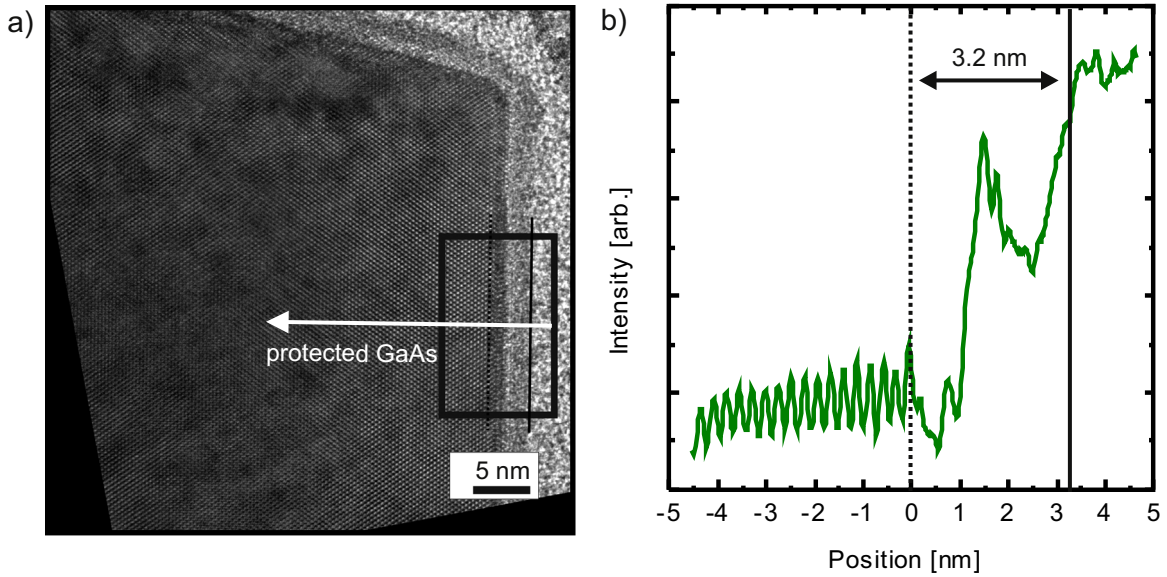 a)
protected GaAs
5 nm
b)
3.2 nm
Intensity [arb.]
-5 -4 -3 -2 -1 0 1 2 3 4 5
Position [nm]